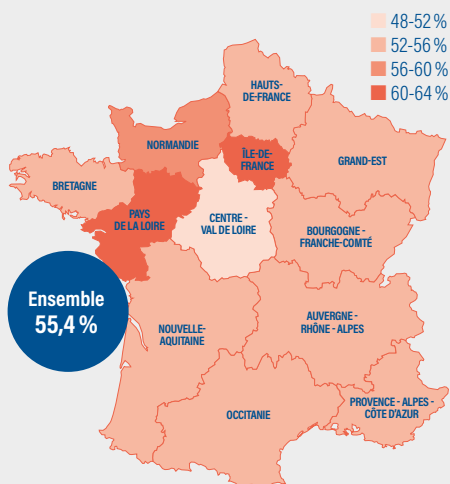 48-52 %
52-56 %
56-60 %
60-64 %
HAUTS-
DE-FRANCE
NORMANDIE
ÎLE-DE-
FRANCE
GRAND-EST
BRETAGNE
PAYS
DE LA LOIRE
CENTRE -
VAL DE LOIRE
BOURGOGNE -
FRANCHE-COMTÉ
Ensemble
55,4 %
NOUVELLE-
AQUITAINE
AUVERGNE -
RHÔNE - ALPES
OCCITANIE
PROVENCE - ALPES -
CÔTE D'AZUR